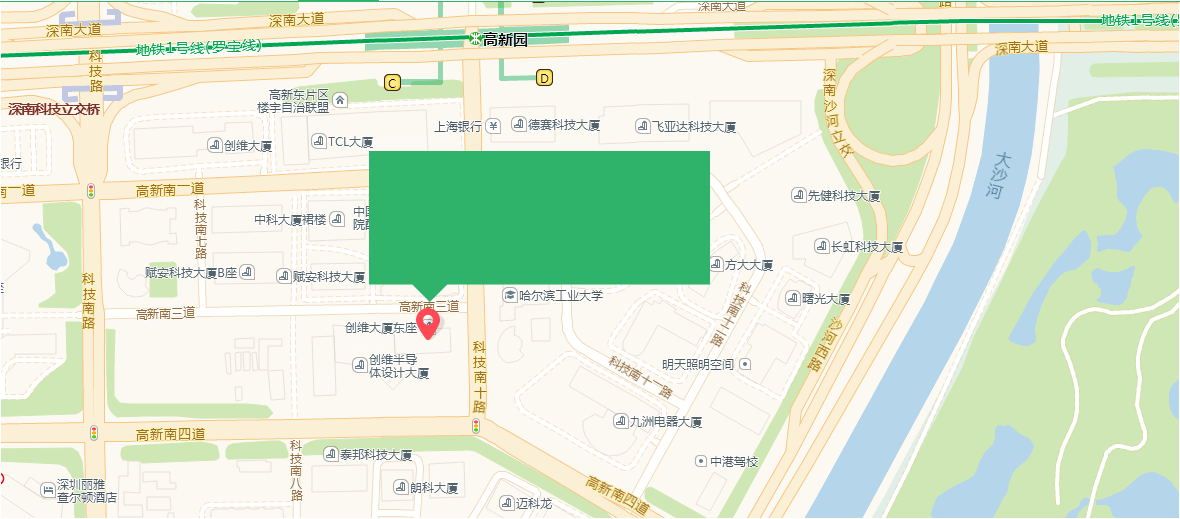 深南大道
深南大道
地铁1号线(罗宝线)
高新园
深南大道
科技路
C
D
深南沙河立交
深南科技立交桥
高新东片区
楼宇自治联盟
上海银行
德赛科技大厦
飞亚达科技大厦
创维大厦
TCL大厦
银行
大沙河
南一道
高新南一道
先健科技大厦
科技南七路
中科大厦裙楼
长虹科技大厦
赋安科技大厦B座
赋安科技大厦
方大大厦
科技南路
哈尔滨工业大学
曙光大厦
高新南三道
高新南三道
科技南十二路
创维大厦东座
沙河西路
创维半导
体设计大厦
科技南十路
科技南十一路
明天照明空间
九洲电器大厦
高新南四道
科技南八路
泰邦科技大厦
中港驾校
深圳丽雅
查尔顿酒店
朗科大厦
迈科龙
高新南四道